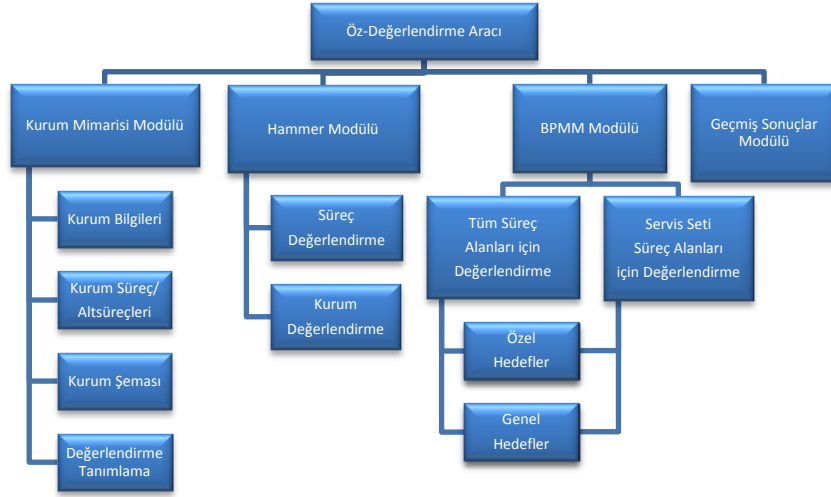 Öz-Değerlendirme Aracı
Kurum Mimarisi Modülü
Hammer Modülü
BPMM Modülü
Geçmiş Sonuçlar
Modülü
Kurum Bilgileri
Kurum Süreç/
Altsüreçleri
Kurum Şeması
Değerlendirme
Tanımlama
Süreç
Değerlendirme
Kurum
Değerlendirme
Tüm Süreç
Alanları için
Değerlendirme
Servis Seti
Süreç Alanları
için Değerlendirme
Özel
Hedefler
Genel
Hedefler